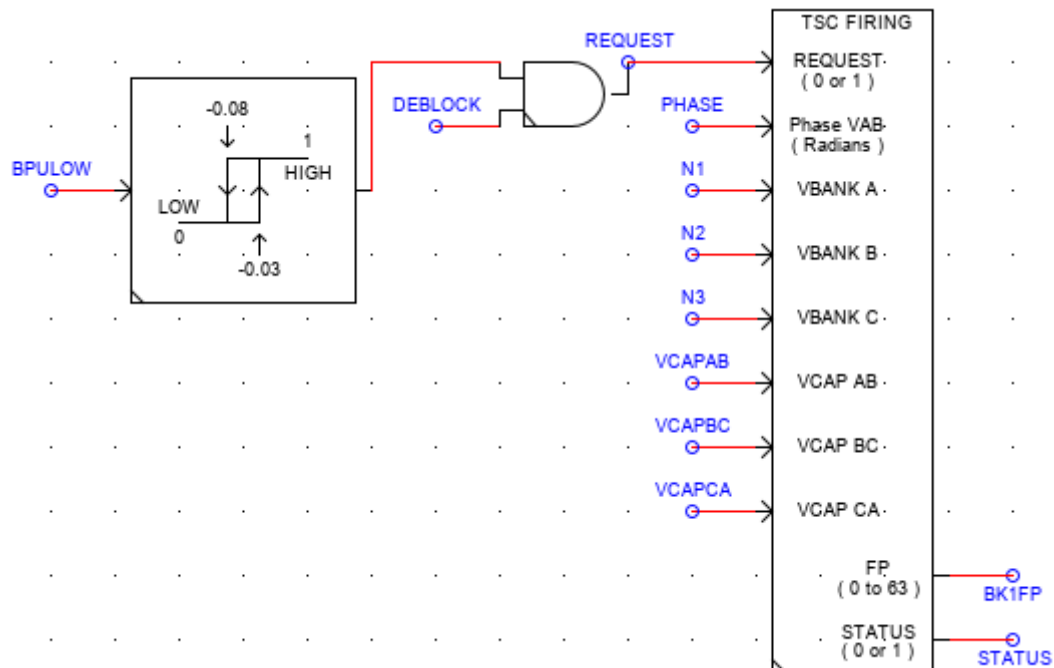 TSC FIRING
REQUEST
REQUEST
( 0 or 1 )
-0.08
DEBLOCK
PHASE
Phase VAB
( Radians )
1
BPULOW
HIGH
N1
VBANK A
LOW
0
N2
VBANK B
-0.03
N3
VBANK C
VCAPAB
VCAP AB
VCAPBC
VCAP BC
VCAPCA
VCAP CA
FP
( 0 to 63 )
BK1FP
STATUS
( 0 or 1 )
STATUS